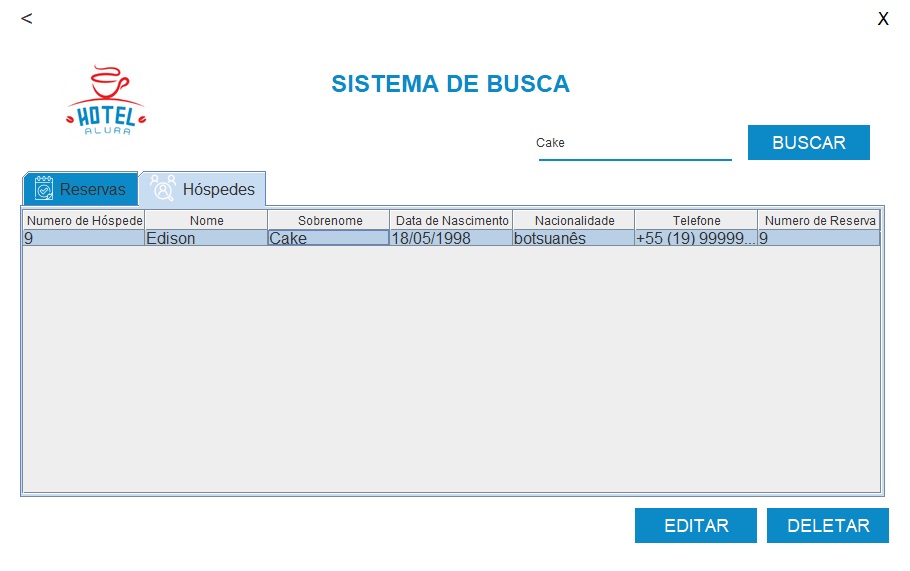 < X
HOTEL
ALURA
SISTEMA DE BUSCA
Cake BUSCAR
Reservas Hóspedes
Numero de Hóspede Nome Sobrenome Data de Nascimento Nacionalidade Telefone Numero de Reserva
9 Edison Cake 18/05/1998 botsuanês +55 (19) 99999... 9
EDITAR DELETAR